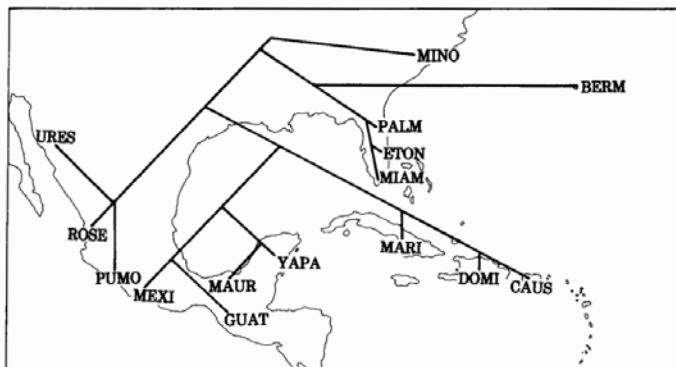 MINO
BERM
PALM
URES
ETON
MIAM
ROSE
MARI
YAPA
PUMO
MAUR
DOMI
CAUS
MEXI
GUAT